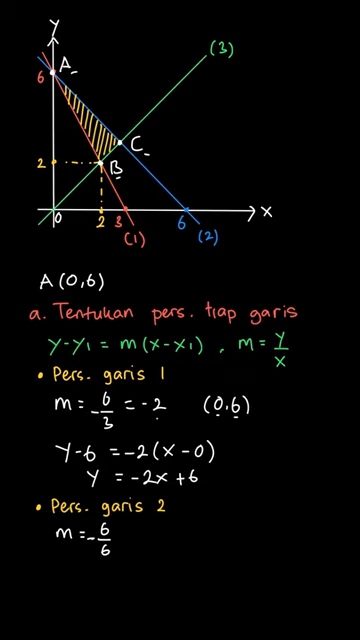 Y
(3)
A
6
C
2
B
0
2
3
6
X
(1)
(2)
A (0,6)
a. Tentukan pers. tiap garis
y-y₁ = m(x-x₁) , m = y/x
• Pers. garis 1
m = -6/3 = -2 (0,6)
y-6 = -2(x-0)
y = -2x+6
• Pers. garis 2
m = -6/6